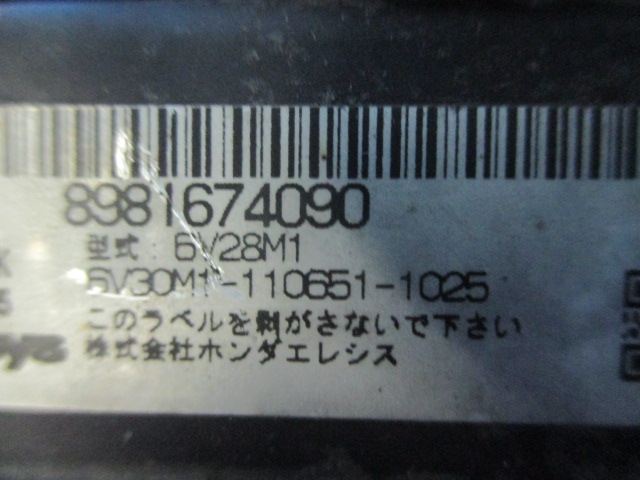 8981674090
型式 : 6V28M1
6V30M1-110651-1025
このラベルを剥がさないで下さい
株式会社ホンダエレシス